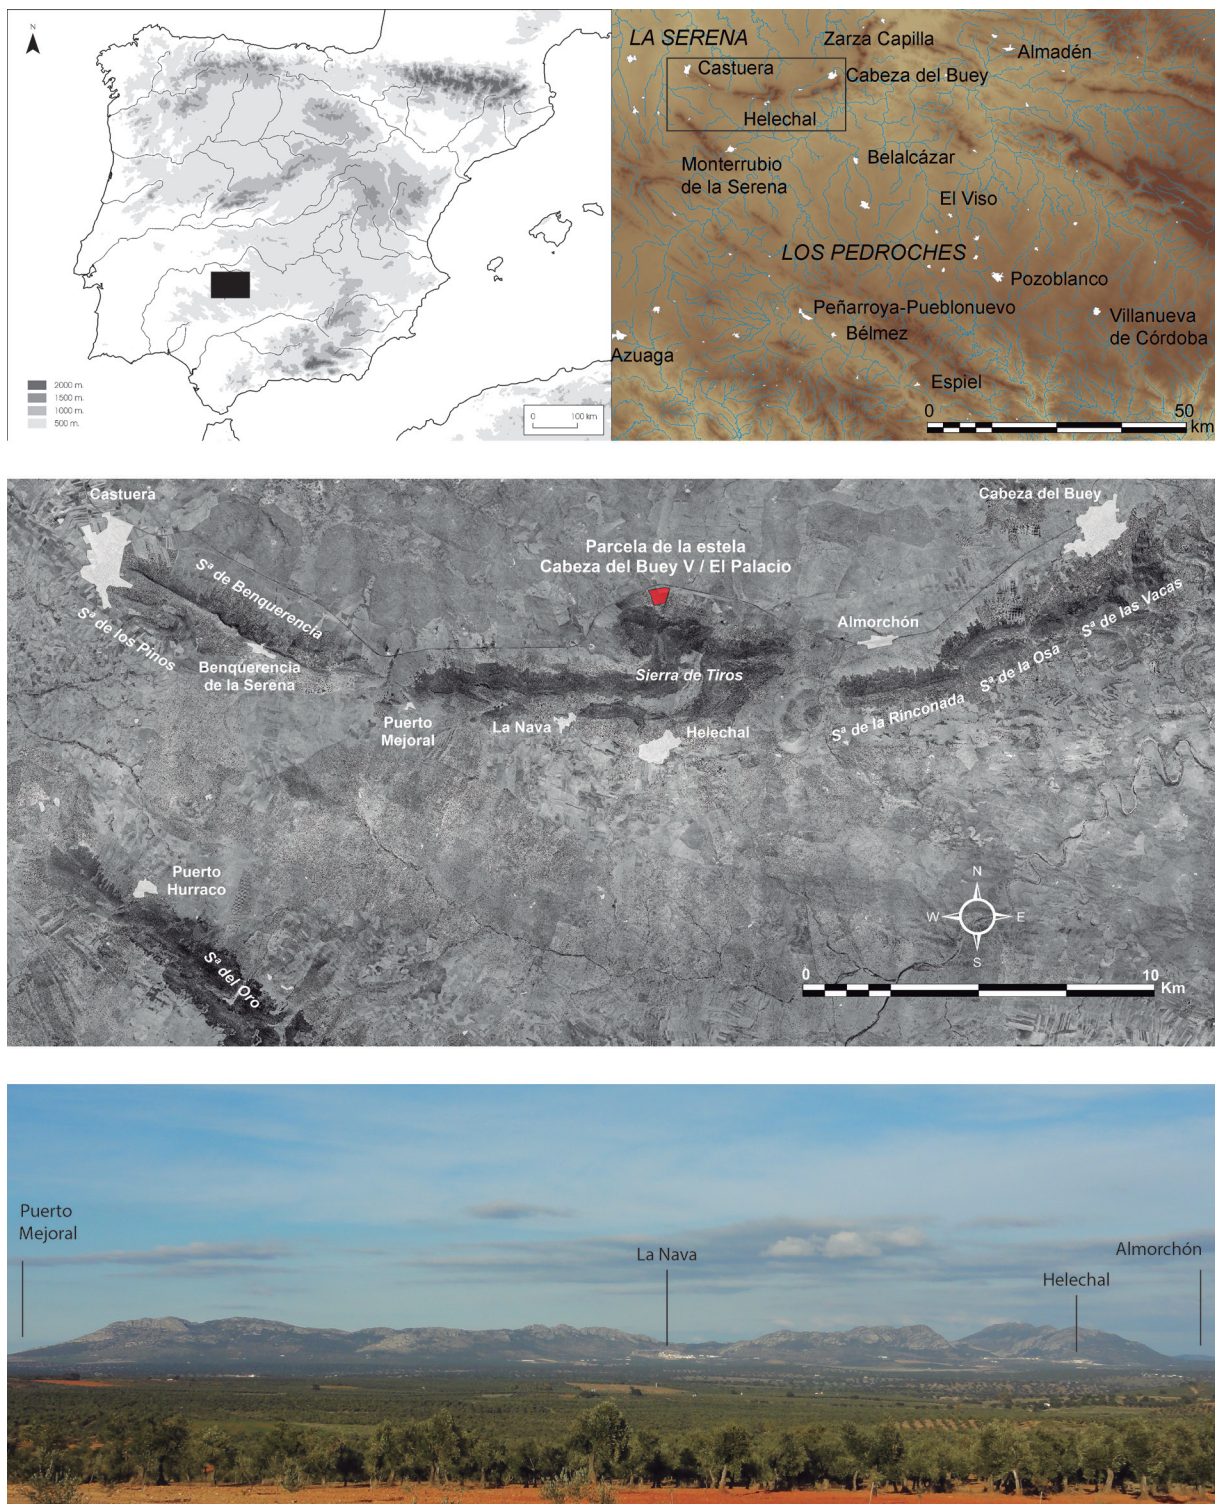 N
2000 m.
1500 m.
1000 m.
500 m.
0 100 km
LA SERENA
Zarza Capilla
Almadén
Castuera
Cabeza del Buey
Helechal
Monterrubio
de la Serena
Belalcázar
El Viso
LOS PEDROCHES
Pozoblanco
Peñarroya-Pueblonuevo
Bélmez
Villanueva
de Córdoba
Azuaga
Espiel
0 50
km
Castuera
Cabeza del Buey
Parcela de la estela
Cabeza del Buey V / El Palacio
Sª de Benquerencia
Sª de los Pinos
Benquerencia
de la Serena
Almorchón
Sª de las Vacas
Sª de la Osa
Sierra de Tiros
Sª de la Rinconada
Puerto
Mejoral
La Nava
Helechal
Puerto
Hurraco
Sª del Oro
N
W E
S
0 10
Km
Puerto
Mejoral
La Nava
Almorchón
Helechal